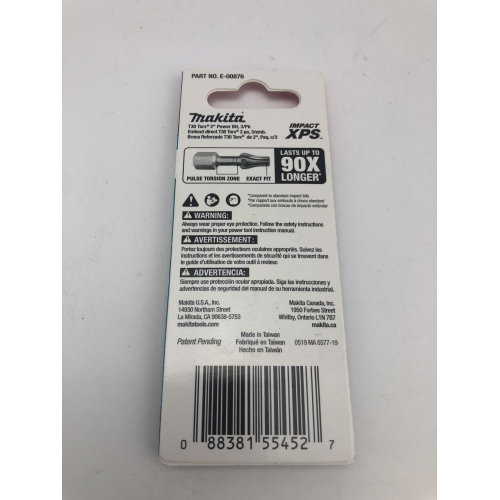 PART NO. E-00876
makita
T30 Torx® 2" Power Bit, 3/Pk
Embout direct T30 Torx® 2 po, 3/emb.
Broca Reforzada T30 Torx® de 2", Paq. c/3
IMPACT
XPS™
LASTS UP TO
90X
LONGER*
PULSE TORSION ZONE
EXACT FIT
*Compared to standard impact bits
*Par rapport aux embouts à chocs standard
*Comparada con brocas de impacto estándar
WARNING:
Always wear proper eye protection. Follow the safety instructions
and warnings in your power tool instruction manual.
AVERTISSEMENT:
Portez toujours des protecteurs oculaires appropriés. Suivez les
instructions et les avertissements de sécurité qui se trouvent dans
le guide d'utilisation de votre outil à moteur.
ADVERTENCIA:
Siempre use protección ocular apropiada. Siga las instrucciones
y advertencias de seguridad del manual de su herramienta industrial.
Makita U.S.A., Inc.
14930 Northam Street
La Mirada, CA 90638-5753
makitatools.com
Makita Canada, Inc.
1950 Forbes Street
Whitby, Ontario L1N 7B7
makita.ca
Patent Pending
Made in Taiwan
Fabriqué en Taïwan
Hecho en Taiwán
0519 MA 6577-19
0 88381 55452 7